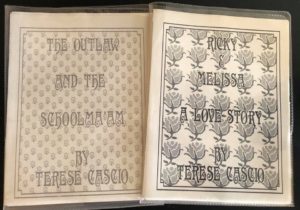 THE OUTLAW
AND THE
SCHOOLMA'AM
BY
TERESE CASCIO
RICKY
&
MELISSA
A LOVE STORY
BY
TERESE CASCIO